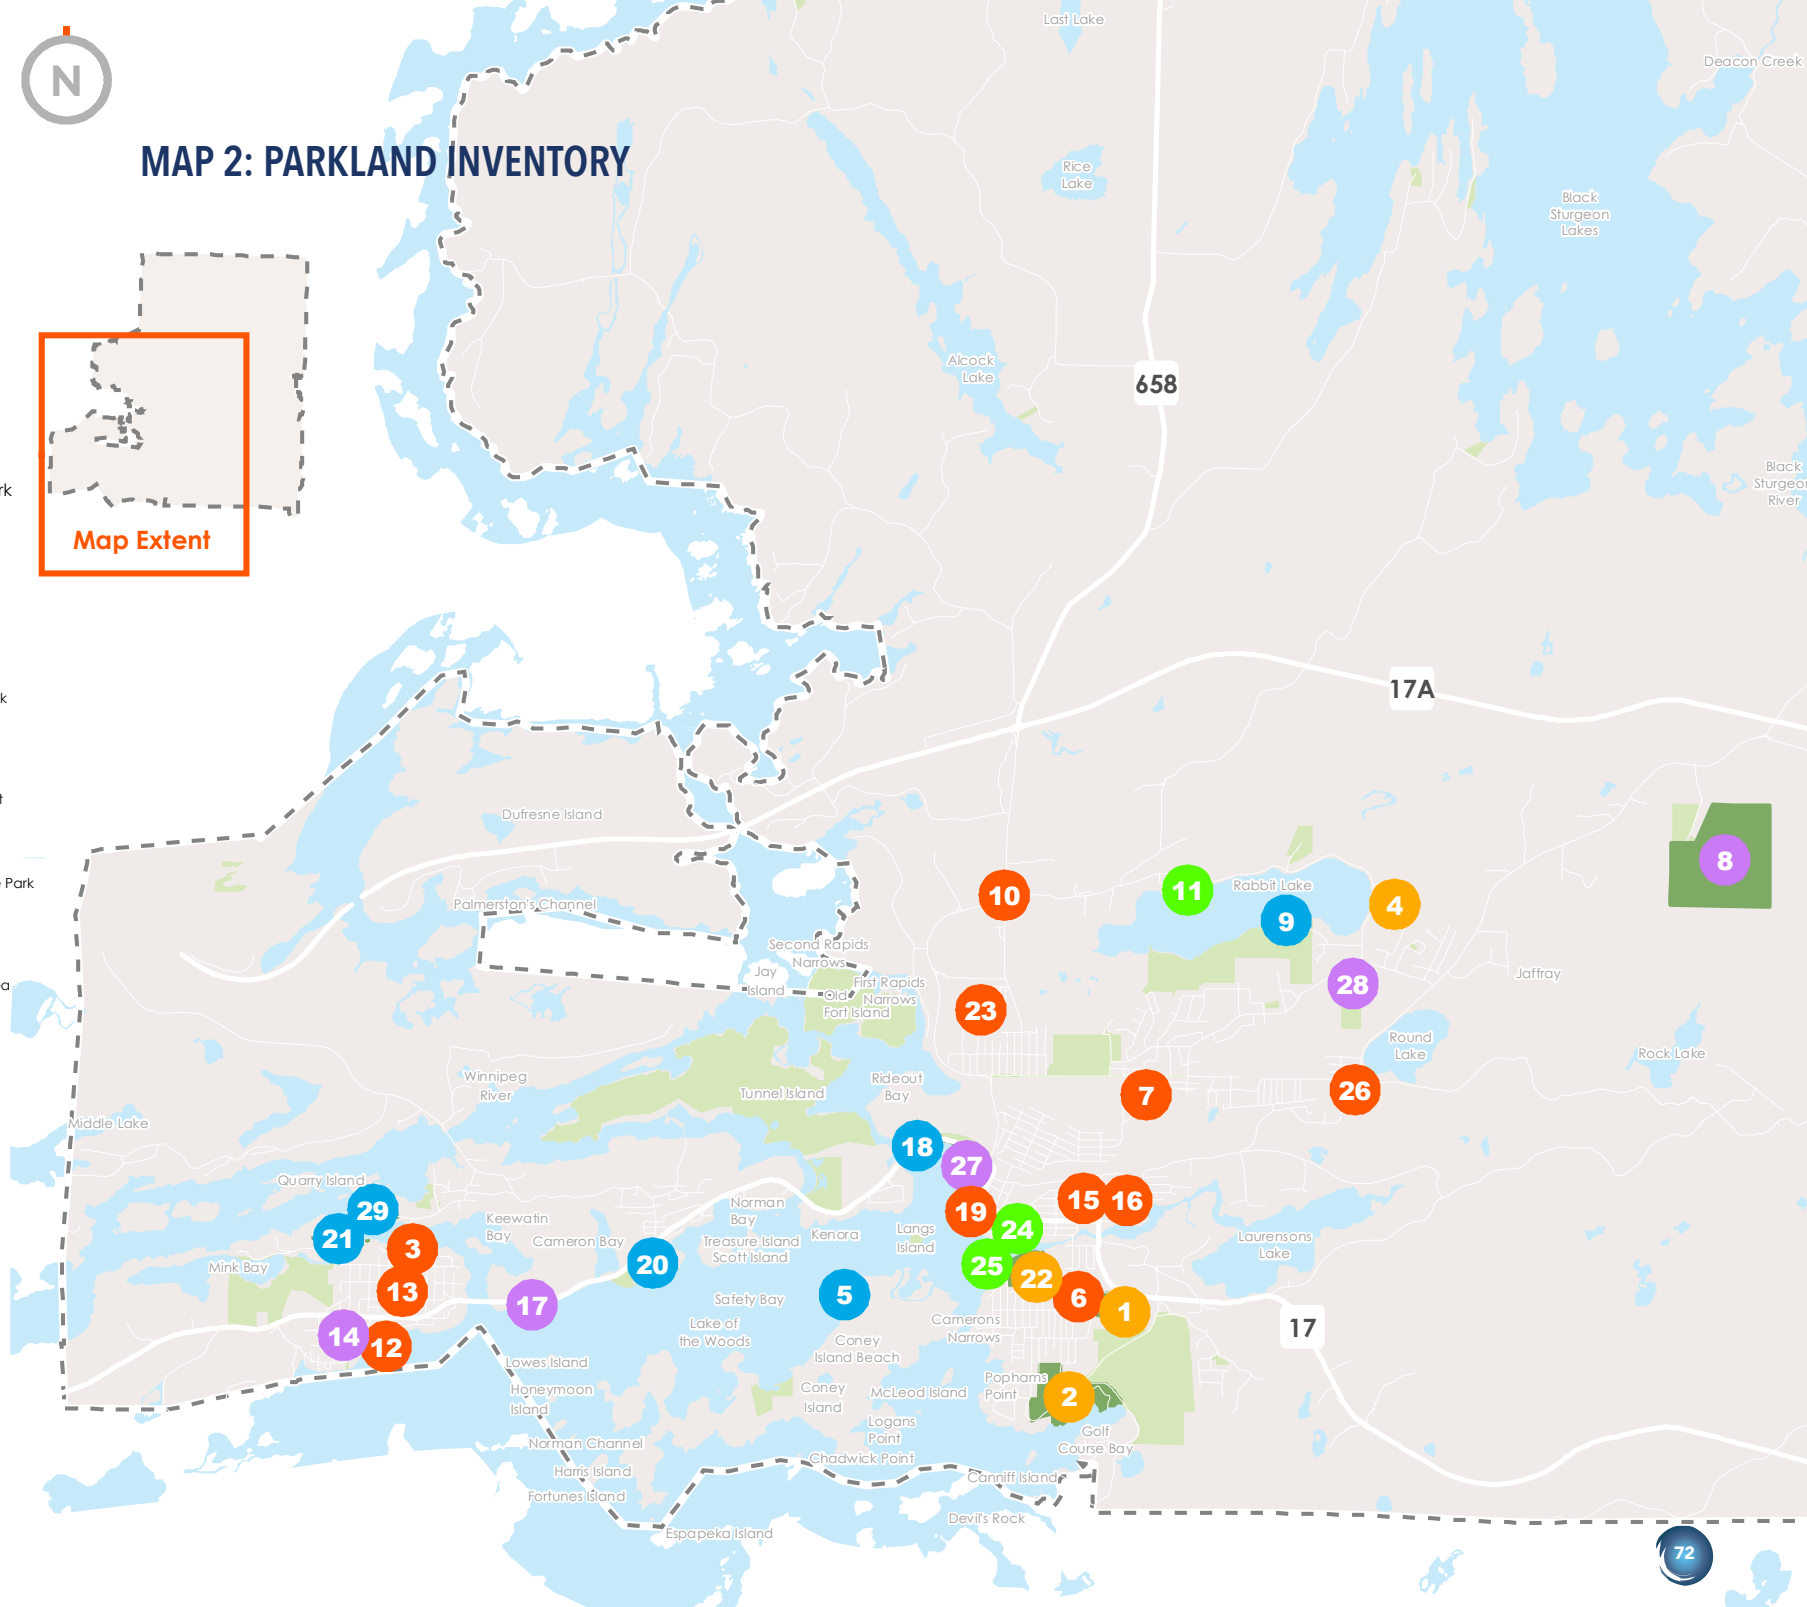 N
MAP 2: PARKLAND INVENTORY
Map Extent
rk
k
t
Park
a
Last Lake
Deacon Creek
Rice
Lake
Black
Sturgeon
Lakes
Alcock
Lake
658
Black
Sturgeon
River
17A
Dufresne Island
8
10
11
Rabbit Lake
9
4
Palmerston's Channel
Second Rapids
Narrows
Jay
Island
First Rapids
Narrows
Old
Fort Island
23
28
Jaffray
Round
Lake
Rock Lake
Winnipeg
River
Tunnel Island
Rideout
Bay
7
26
Middle Lake
18
27
Quarry Island
29
21
3
13
14
12
Mink Bay
Keewatin
Bay
Cameron Bay
17
20
Norman
Bay
Treasure Island
Scott Island
Kenora
Langs
Island
19
24
25
15
16
22
6
1
Laurensons
Lake
Safety Bay
5
Lake of
the Woods
Camerons
Narrows
17
Coney
Island Beach
Lowes Island
Honeymoon
Island
Coney
Island
McLeod Island
Pophams
Point
2
Logans
Point
Golf
Course Bay
Norman Channel
Chadwick Point
Harris Island
Canniff Island
Fortunes Island
Devil's Rock
Espapeka Island
72